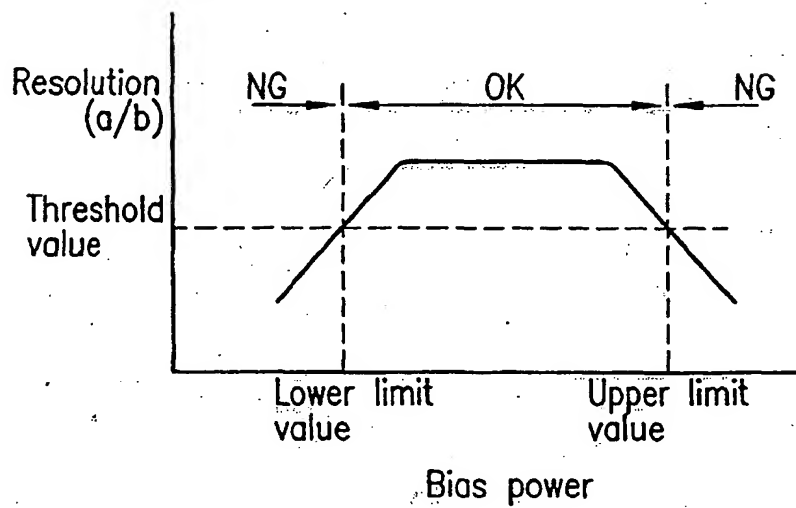 Resolution
(a/b)
NG
OK
NG
Threshold
value
Lower limit
value
Upper limit
value
Bias power